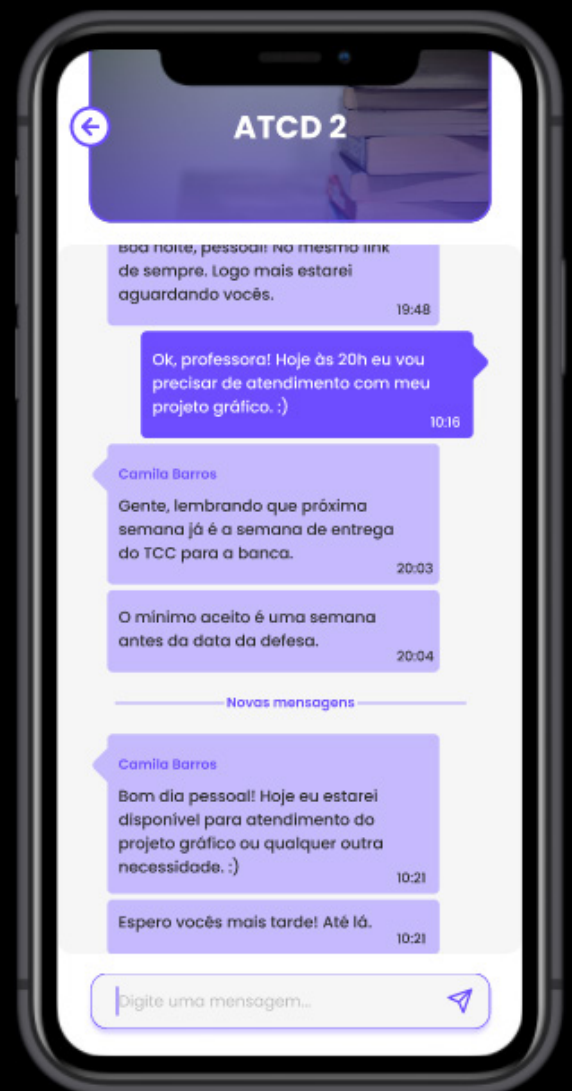 ATCD 2
Boa noite, pessoal! No mesmo link
de sempre. Logo mais estarei
aguardando vocês.
19:48
Ok, professora! Hoje às 20h eu vou
precisar de atendimento com meu
projeto gráfico. :)
10:16
Camila Barros
Gente, lembrando que próxima
semana já é a semana de entrega
do TCC para a banca.
20:03
O mínimo aceito é uma semana
antes da data da defesa.
20:04
Novas mensagens
Camila Barros
Bom dia pessoal! Hoje eu estarei
disponível para atendimento do
projeto gráfico ou qualquer outra
necessidade. :)
10:21
Espero vocês mais tarde! Até lá.
10:21
Digite uma mensagem...